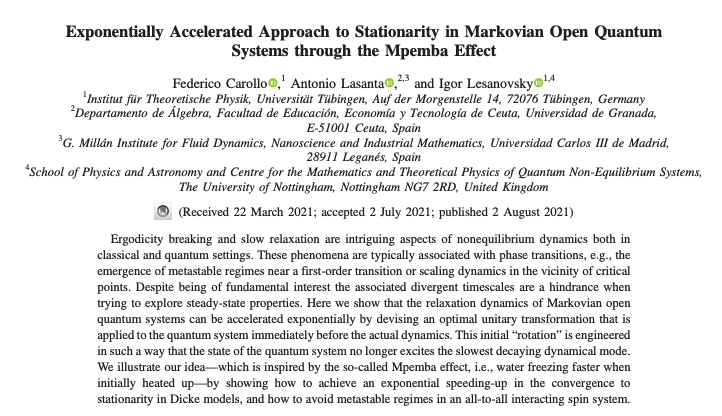 Exponentially Accelerated Approach to Stationarity in Markovian Open Quantum
Systems through the Mpemba Effect
Federico Carollo,¹ Antonio Lasanta,²,³ and Igor Lesanovsky¹,⁴
¹Institut für Theoretische Physik, Universität Tübingen, Auf der Morgenstelle 14, 72076 Tübingen, Germany
²Departamento de Álgebra, Facultad de Educación, Economía y Tecnología de Ceuta, Universidad de Granada,
E-51001 Ceuta, Spain
³G. Millán Institute for Fluid Dynamics, Nanoscience and Industrial Mathematics, Universidad Carlos III de Madrid,
28911 Leganés, Spain
⁴School of Physics and Astronomy and Centre for the Mathematics and Theoretical Physics of Quantum Non-Equilibrium Systems,
The University of Nottingham, Nottingham NG7 2RD, United Kingdom
(Received 22 March 2021; accepted 2 July 2021; published 2 August 2021)
Ergodicity breaking and slow relaxation are intriguing aspects of nonequilibrium dynamics both in
classical and quantum settings. These phenomena are typically associated with phase transitions, e.g., the
emergence of metastable regimes near a first-order transition or scaling dynamics in the vicinity of critical
points. Despite being of fundamental interest the associated divergent timescales are a hindrance when
trying to explore steady-state properties. Here we show that the relaxation dynamics of Markovian open
quantum systems can be accelerated exponentially by devising an optimal unitary transformation that is
applied to the quantum system immediately before the actual dynamics. This initial “rotation” is engineered
in such a way that the state of the quantum system no longer excites the slowest decaying dynamical mode.
We illustrate our idea—which is inspired by the so-called Mpemba effect, i.e., water freezing faster when
initially heated up—by showing how to achieve an exponential speeding-up in the convergence to
stationarity in Dicke models, and how to avoid metastable regimes in an all-to-all interacting spin system.